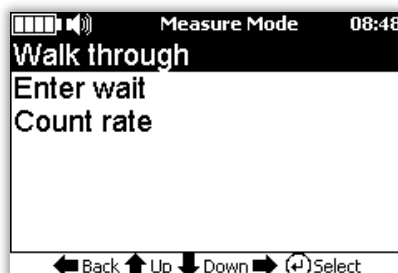 Measure Mode 08:48
Walk through
Enter wait
Count rate
Back Up Down Select